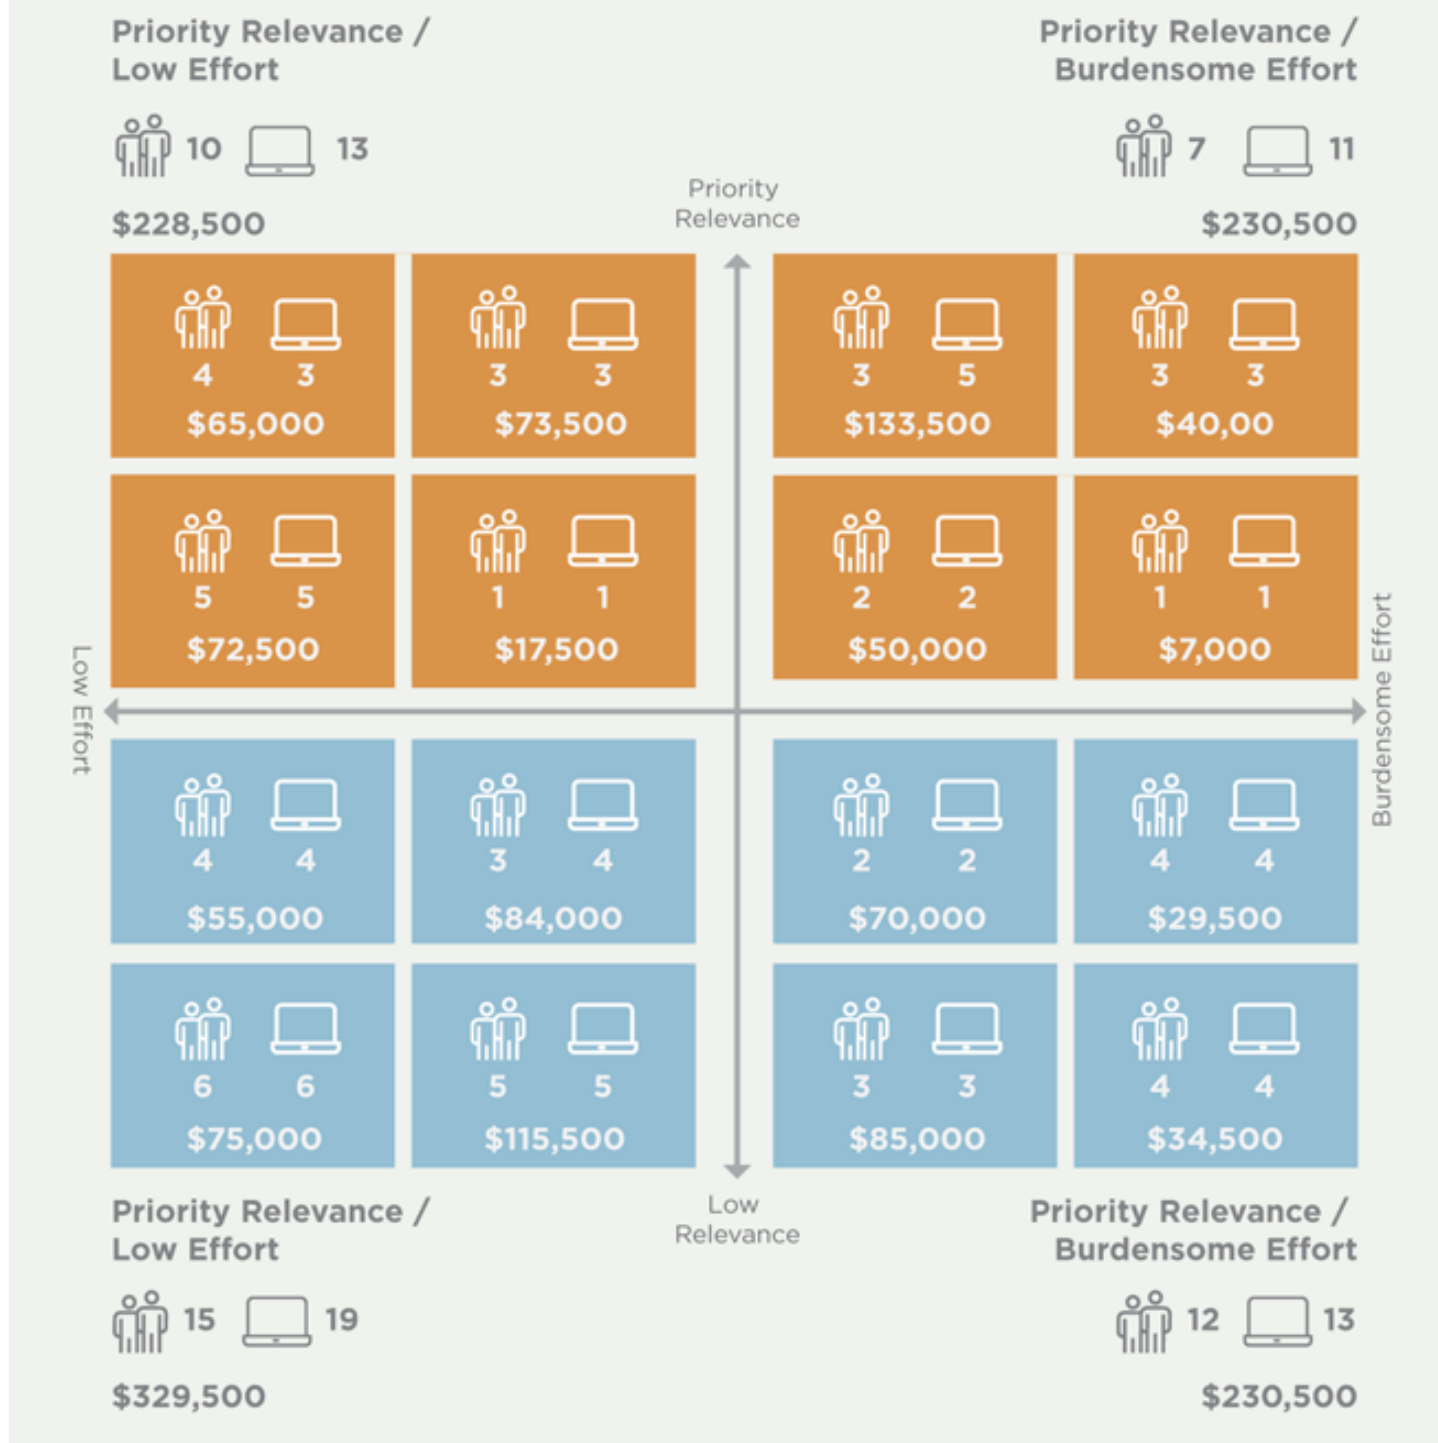 Priority Relevance /
Low Effort
10 13
$228,500
Priority Relevance /
Burdensome Effort
7 11
$230,500
Priority
Relevance
4 3
$65,000
3 3
$73,500
3 5
$133,500
3 3
$40,00
5 5
$72,500
1 1
$17,500
2 2
$50,000
1 1
$7,000
Low Effort
Burdensome Effort
4 4
$55,000
3 4
$84,000
2 2
$70,000
4 4
$29,500
6 6
$75,000
5 5
$115,500
3 3
$85,000
4 4
$34,500
Low
Relevance
Priority Relevance /
Low Effort
15 19
$329,500
Priority Relevance /
Burdensome Effort
12 13
$230,500